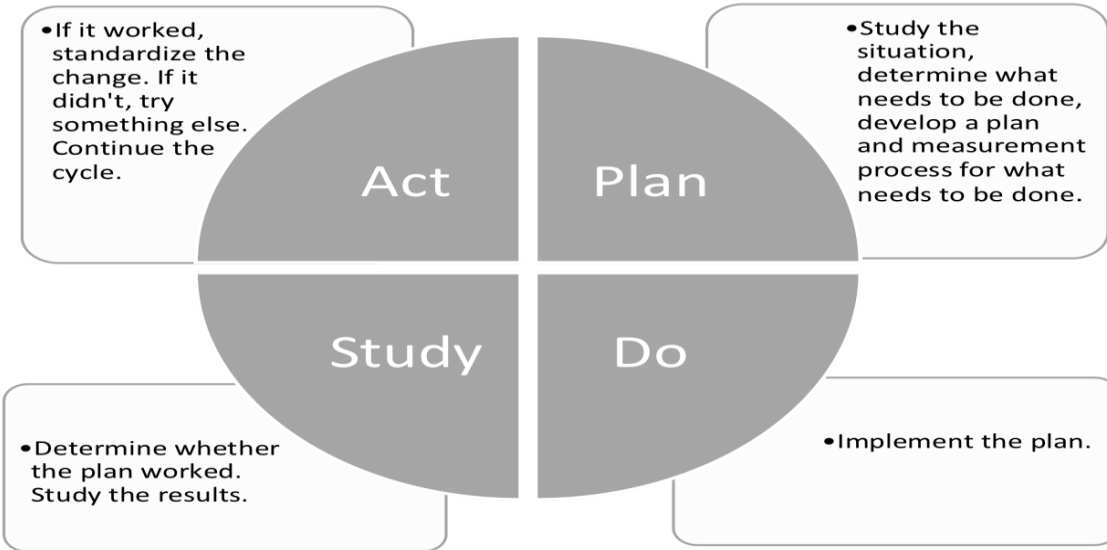 •If it worked,
standardize the
change. If it
didn't, try
something else.
Continue the
cycle.
•Study the
situation,
determine what
needs to be done,
develop a plan
and measurement
process for what
needs to be done.
Act
Plan
Study
Do
•Determine whether
the plan worked.
Study the results.
•Implement the plan.